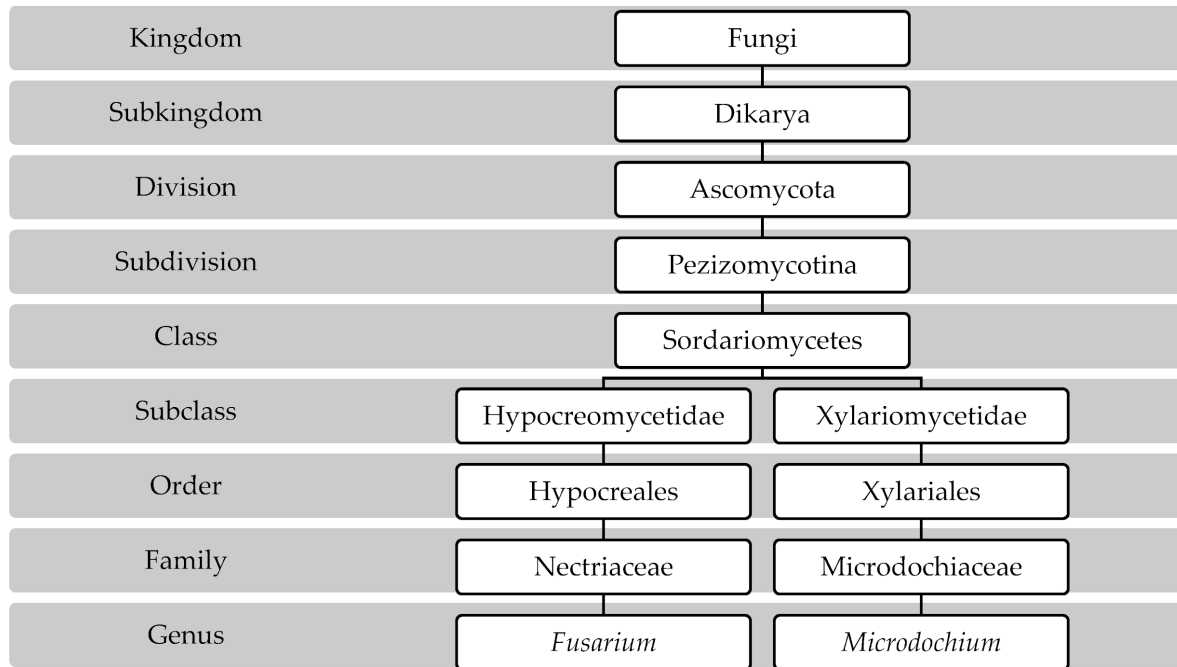 Kingdom Fungi
Subkingdom Dikarya
Division Ascomycota
Subdivision Pezizomycotina
Class Sordariomycetes
Subclass Hypocreomycetidae Xylariomycetidae
Order Hypocreales Xylariales
Family Nectriaceae Microdochiaceae
Genus Fusarium Microdochium